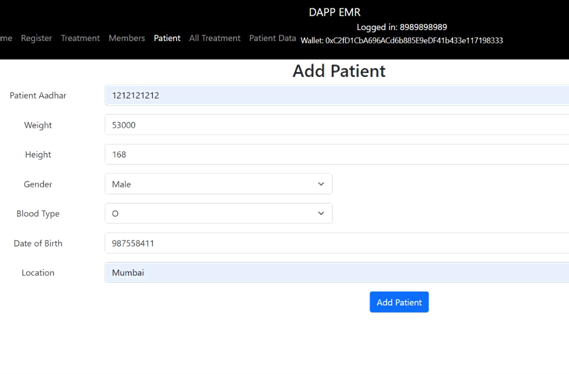 DAPP EMR
Logged in: 8989898989
me Register Treatment Members Patient All Treatment Patient Data Wallet: 0xC2fD1CbA696ACd6b885E9eDF41b433e117198333
Add Patient
Patient Aadhar 1212121212
Weight 53000
Height 168
Gender Male
Blood Type O
Date of Birth 987558411
Location Mumbai
Add Patient